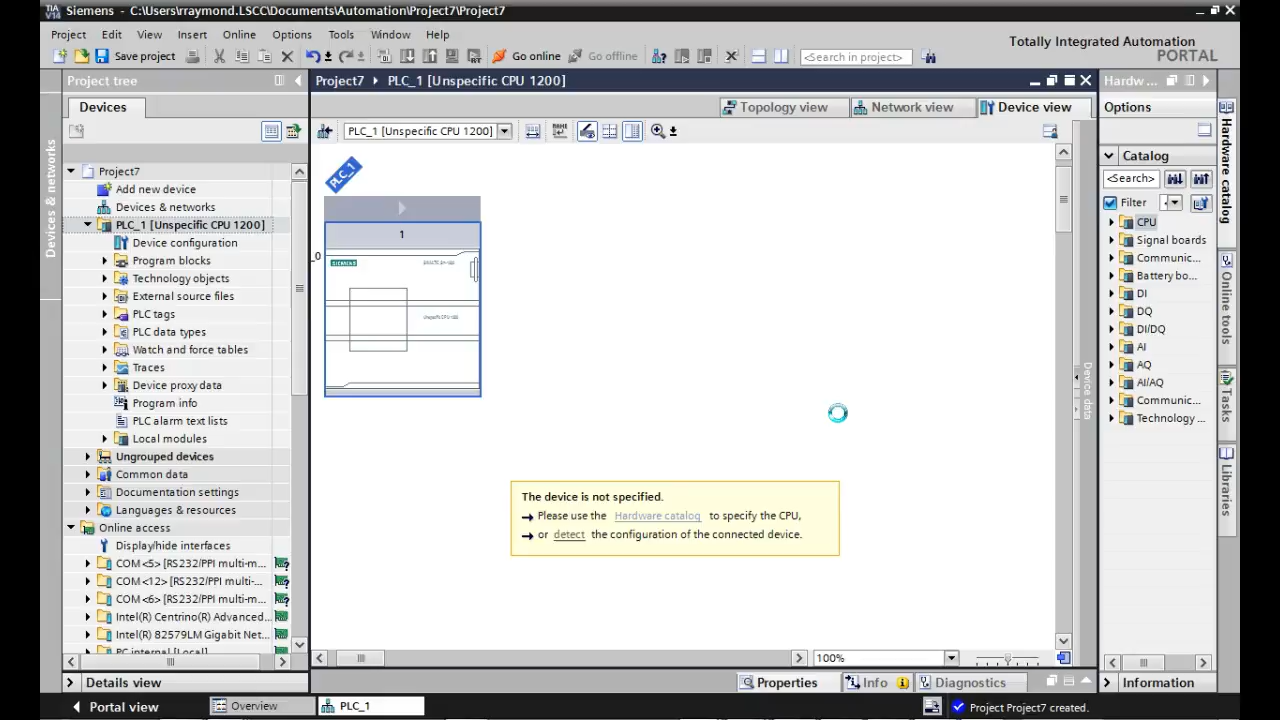 TIA V14
Siemens - C:\Users\rraymond.LSCC\Documents\Automation\Project7\Project7
Project Edit View Insert Online Options Tools Window Help
Totally Integrated Automation
PORTAL
Save project
Go online
Go offline
<Search in project>
Project tree
Project7 PLC_1 [Unspecific CPU 1200]
Hardw...
Devices
Topology view
Network view
Device view
Options
PLC_1 [Unspecific CPU 1200]
Catalog
<Search>
Filter
Devices & networks
Project7
Add new device
Devices & networks
PLC_1 [Unspecific CPU 1200]
Device configuration
Program blocks
Technology objects
External source files
PLC tags
PLC data types
Watch and force tables
Traces
Device proxy data
Program info
PLC alarm text lists
Local modules
Ungrouped devices
Common data
Documentation settings
Languages & resources
Online access
Display/hide interfaces
COM <5> [RS232/PPI multi-m...
COM <12> [RS232/PPI multi-...
COM <6> [RS232/PPI multi-m...
Intel(R) Centrino(R) Advanced...
Intel(R) 82579LM Gigabit Net...
PC internal [Local]
Details view
PLC_1
1
_0
SIEMENS
The device is not specified.
Please use the Hardware catalog to specify the CPU,
or detect the configuration of the connected device.
Device data
100%
Properties
Info
Diagnostics
CPU
Signal boards
Communic...
Battery bo...
DI
DQ
DI/DQ
AI
AQ
AI/AQ
Communic...
Technology ...
Information
Hardware catalog
Online tools
Tasks
Libraries
Portal view
Overview
PLC_1
Project Project7 created.